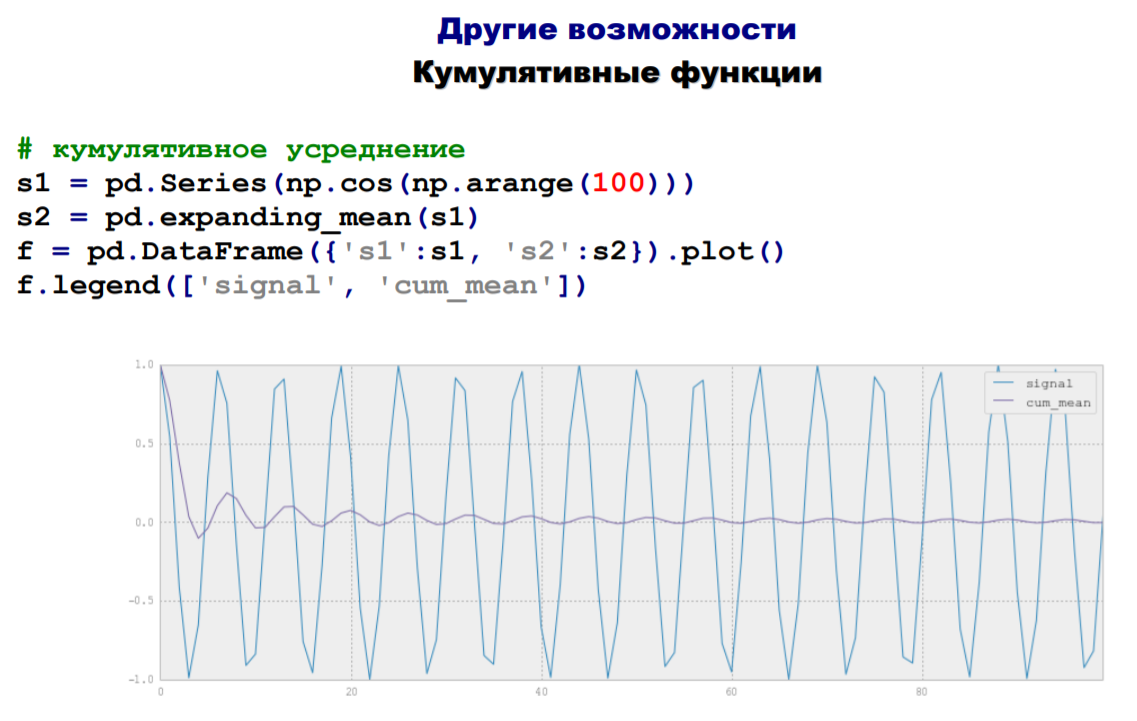 Другие возможности
Кумулятивные функции
# кумулятивное усреднение
s1 = pd.Series(np.cos(np.arange(100)))
s2 = pd.expanding_mean(s1)
f = pd.DataFrame({'s1':s1, 's2':s2}).plot()
f.legend(['signal', 'cum_mean'])
1.0
signal
cum_mean
0.5
0.0
-0.5
-1.0
0 20 40 60 80